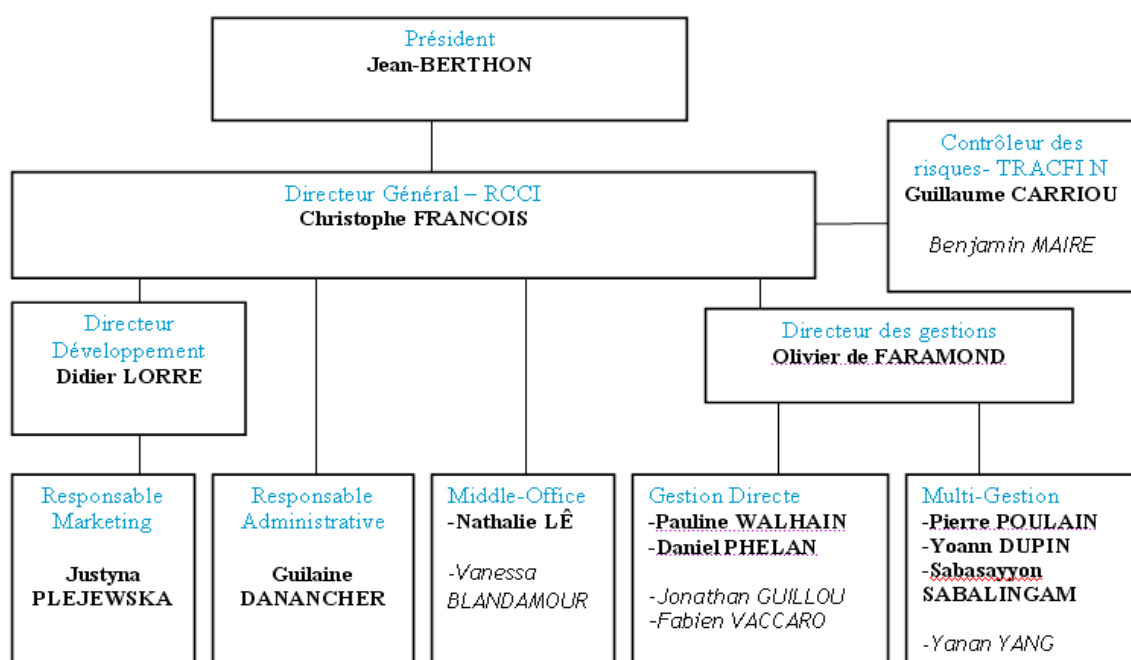 Président
Jean-BERTHON
Contrôleur des
risques- TRACFIN
Guillaume CARRIOU
Benjamin MAIRE
Directeur Général – RCCI
Christophe FRANCOIS
Directeur
Développement
Didier LORRE
Directeur des gestions
Olivier de FARAMOND
Responsable
Marketing
Justyna
PLEJEWSKA
Responsable
Administrative
Guilaine
DANANCHER
Middle-Office
-Nathalie LÊ
-Vanessa
BLANDAMOUR
Gestion Directe
-Pauline WALHAIN
-Daniel PHELAN
-Jonathan GUILLOU
-Fabien VACCARO
Multi-Gestion
-Pierre POULAIN
-Yoann DUPIN
-Sabasayyon
SABALINGAM
-Yanan YANG